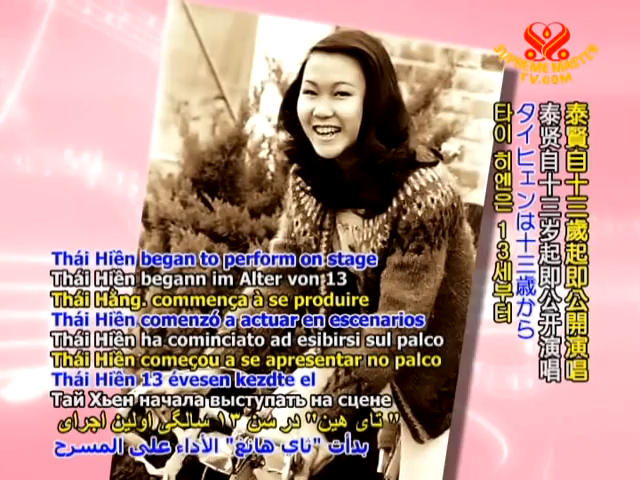 SUPREME MASTER
TV.COM
泰賢自十三歲起即公開演唱
泰贤自十三岁起即公开演唱
タイヒェンは十三歳から
타이 히엔은 13세부터
Thái Hiền began to perform on stage
Thái Hiền begann im Alter von 13
Thái Hằng. commença à se produire
Thái Hiền comenzó a actuar en escenarios
Thái Hiền ha cominciato ad esibirsi sul palco
Thái Hiền começou a se apresentar no palco
Thái Hiền 13 évesen kezdte el
Тай Хьен начала выступать на сцене
" تای هین" در سن ۱۳ سالگی اولین اجرای
بدأت "تاي هانغ" الأداء على المسرح